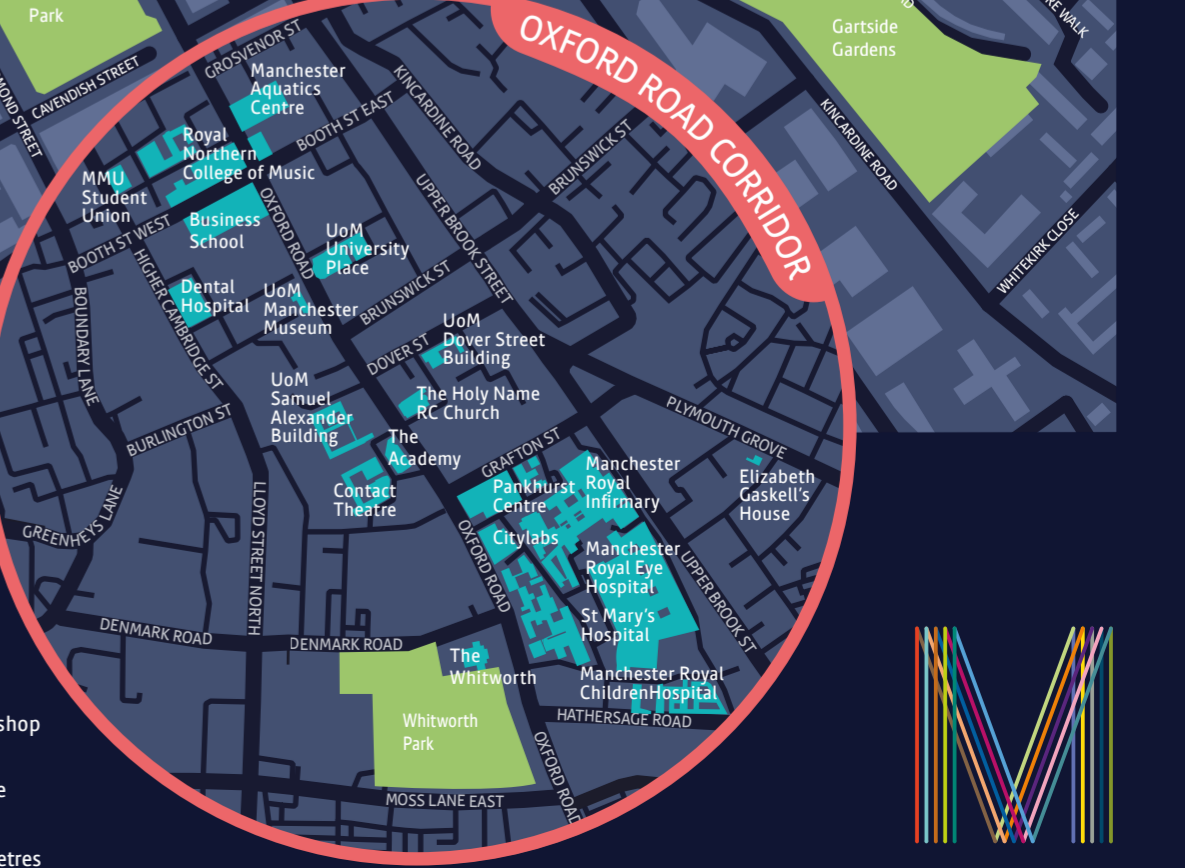 Park
CAVENDISH STREET
GROSVENOR ST
OXFORD ROAD CORRIDOR
Gartside
Gardens
KINCARDINE ROAD
WHITEKIRK CLOSE
Manchester
Aquatics
Centre
KINCARDINE ROAD
BOOTH ST EAST
BRUNSWICK ST
Royal
Northern
College of Music
MMU
Student
Union
Business
School
BOOTH ST WEST
OXFORD ROAD
UPPER BROOK STREET
UoM
University
Place
HIGHER CAMBRIDGE ST
Dental
Hospital
UoM
Manchester
Museum
BRUNSWICK ST
BOUNDARY LANE
DOVER ST
UoM
Dover Street
Building
UoM
Samuel
Alexander
Building
The Holy Name
RC Church
PLYMOUTH GROVE
BURLINGTON ST
The
Academy
GRAFTON ST
Contact
Theatre
Pankhurst
Centre
Manchester
Royal
Infirmary
Elizabeth
Gaskell's
House
GREENHEYS LANE
LLOYD STREET NORTH
OXFORD ROAD
Citylabs
Manchester
Royal Eye
Hospital
UPPER BROOK ST
St Mary's
Hospital
DENMARK ROAD
DENMARK ROAD
The
Whitworth
Manchester Royal
ChildrenHospital
HATHERSAGE ROAD
Whitworth
Park
OXFORD ROAD
MOSS LANE EAST
shop